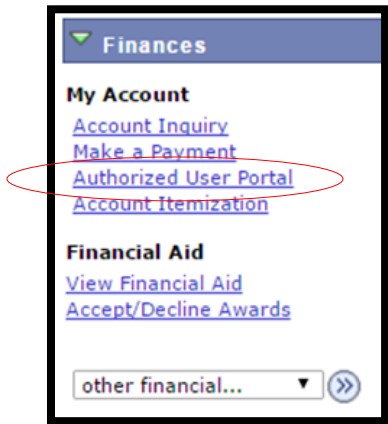 Finances
My Account
Account Inquiry
Make a Payment
Authorized User Portal
Account Itemization
Financial Aid
View Financial Aid
Accept/Decline Awards
other financial...